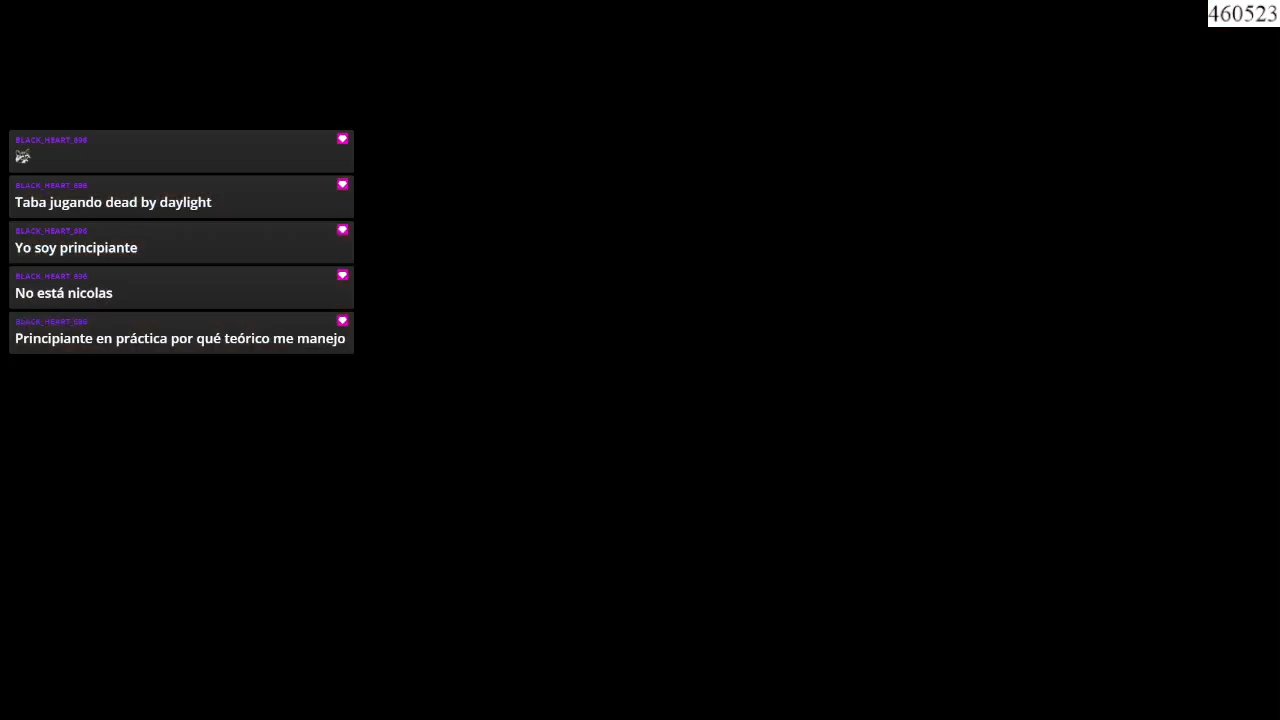 460523
BLACK_HEART_696
BLACK_HEART_696
Taba jugando dead by daylight
BLACK_HEART_696
Yo soy principiante
BLACK_HEART_696
No está nicolas
BLACK_HEART_696
Principiante en práctica por qué teórico me manejo